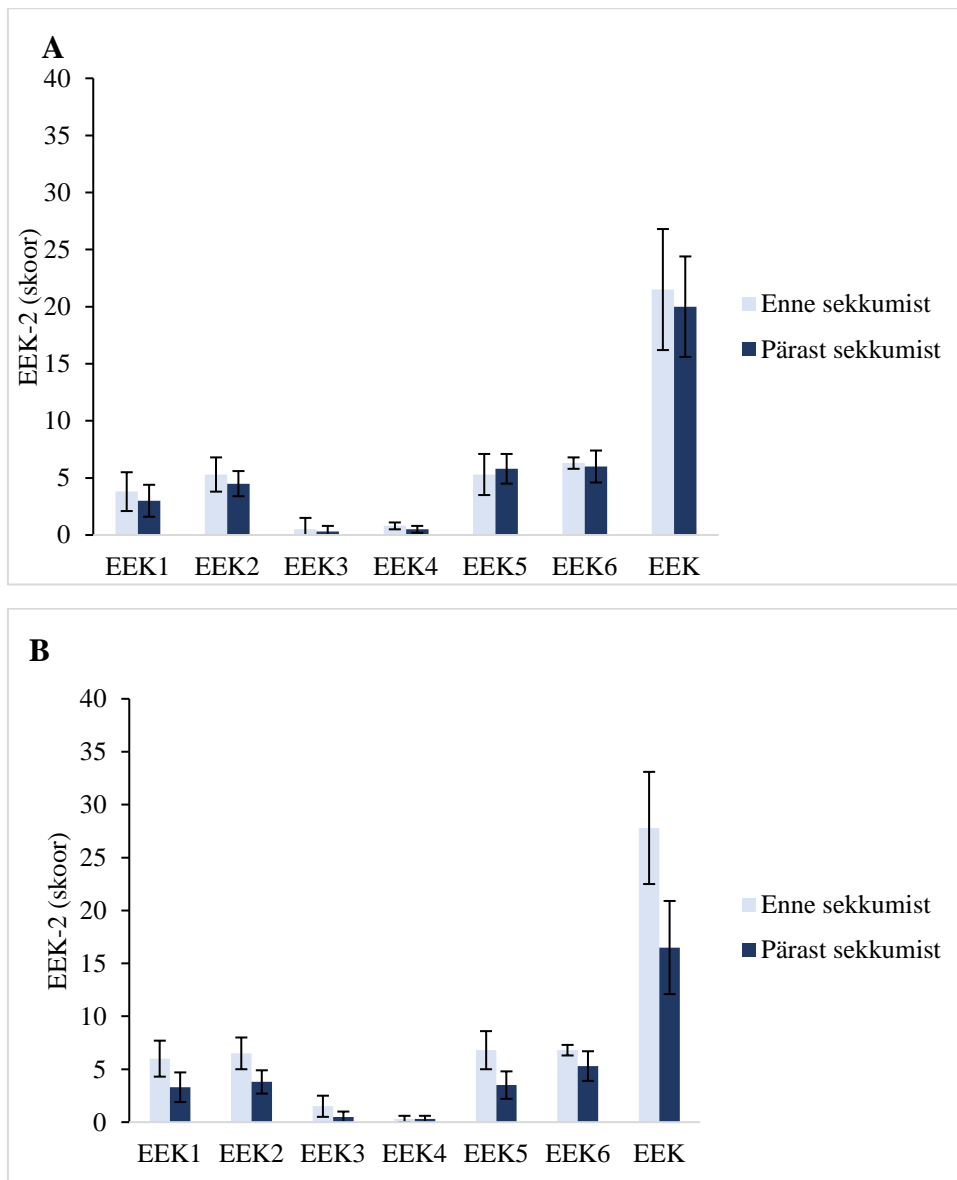 A
40
35
30
25
20
15
10
5
0
EEK-2 (skoor)
EEK1 EEK2 EEK3 EEK4 EEK5 EEK6 EEK
Enne sekkumist
Pärast sekkumist
B
40
35
30
25
20
15
10
5
0
EEK-2 (skoor)
EEK1 EEK2 EEK3 EEK4 EEK5 EEK6 EEK
Enne sekkumist
Pärast sekkumist